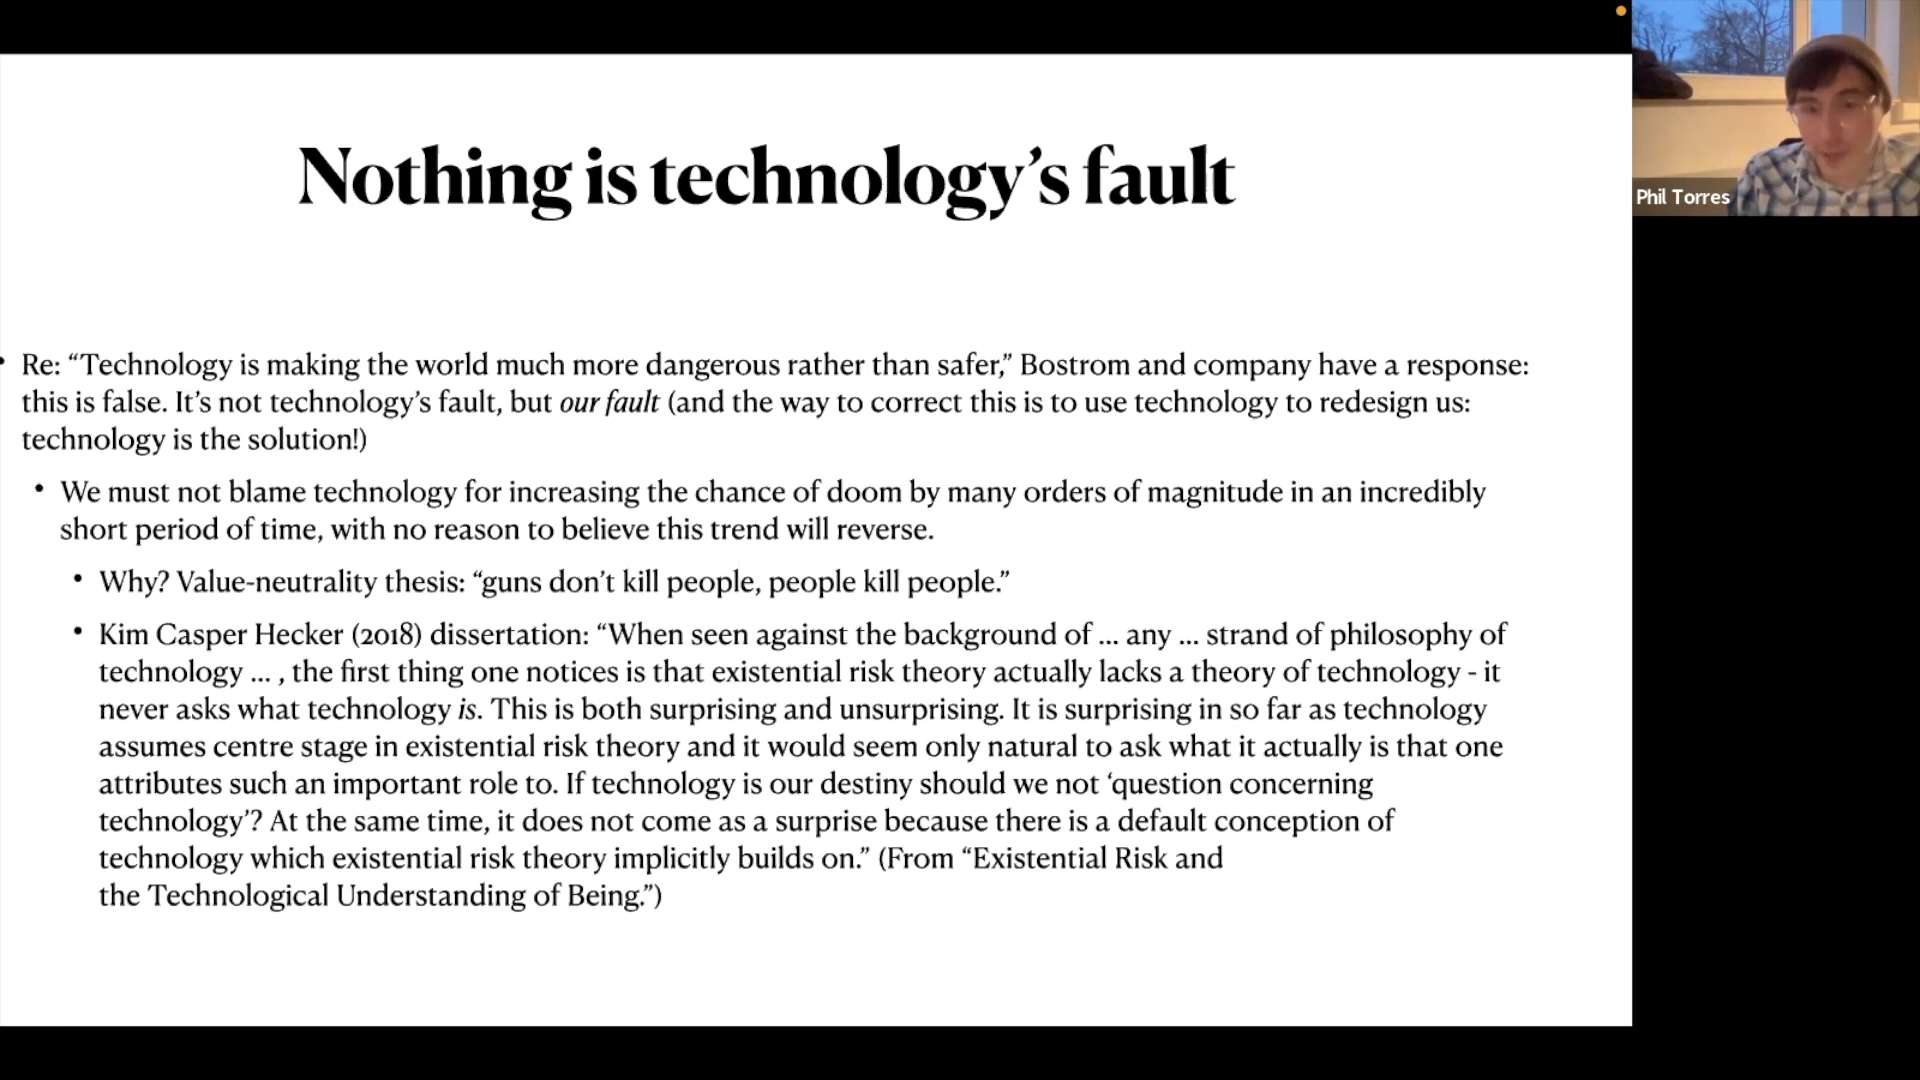 Nothing is technology’s fault
• Re: “Technology is making the world much more dangerous rather than safer,” Bostrom and company have a response:
this is false. It’s not technology’s fault, but our fault (and the way to correct this is to use technology to redesign us:
technology is the solution!)
• We must not blame technology for increasing the chance of doom by many orders of magnitude in an incredibly
short period of time, with no reason to believe this trend will reverse.
• Why? Value-neutrality thesis: “guns don’t kill people, people kill people.”
• Kim Casper Hecker (2018) dissertation: “When seen against the background of ... any ... strand of philosophy of
technology ... , the first thing one notices is that existential risk theory actually lacks a theory of technology - it
never asks what technology is. This is both surprising and unsurprising. It is surprising in so far as technology
assumes centre stage in existential risk theory and it would seem only natural to ask what it actually is that one
attributes such an important role to. If technology is our destiny should we not ‘question concerning
technology’? At the same time, it does not come as a surprise because there is a default conception of
technology which existential risk theory implicitly builds on.” (From “Existential Risk and
the Technological Understanding of Being.”)
Phil Torres